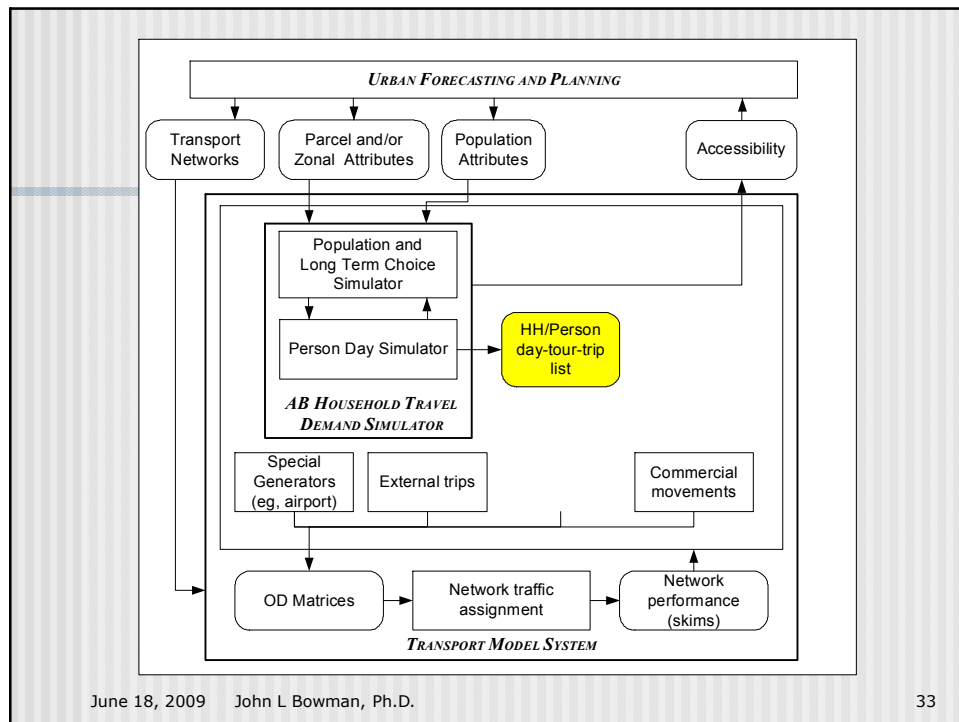 URBAN FORECASTING AND PLANNING
Transport
Networks
Parcel and/or
Zonal Attributes
Population
Attributes
Accessibility
Population and
Long Term Choice
Simulator
Person Day Simulator
HH/Person
day-tour-trip
list
AB HOUSEHOLD TRAVEL
DEMAND SIMULATOR
Special
Generators
(eg, airport)
External trips
Commercial
movements
OD Matrices
Network traffic
assignment
Network
performance
(skims)
TRANSPORT MODEL SYSTEM
June 18, 2009 John L Bowman, Ph.D. 33